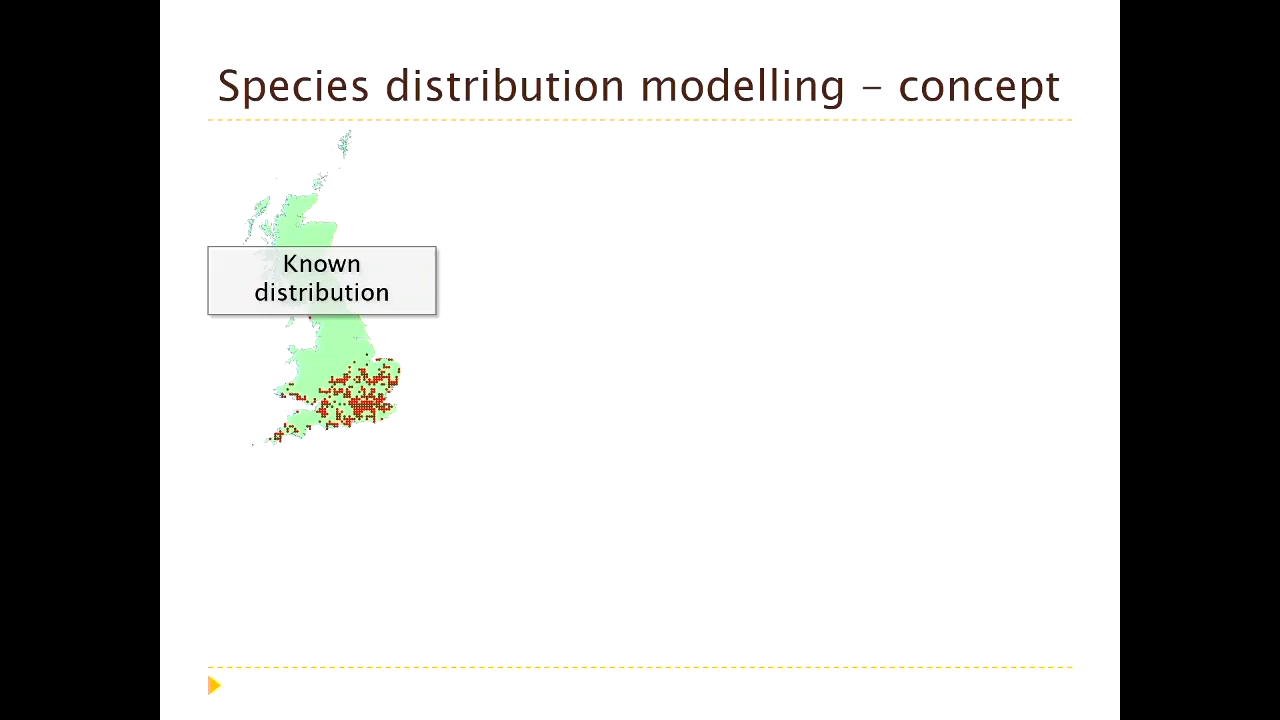 Species distribution modelling – concept
Known
distribution